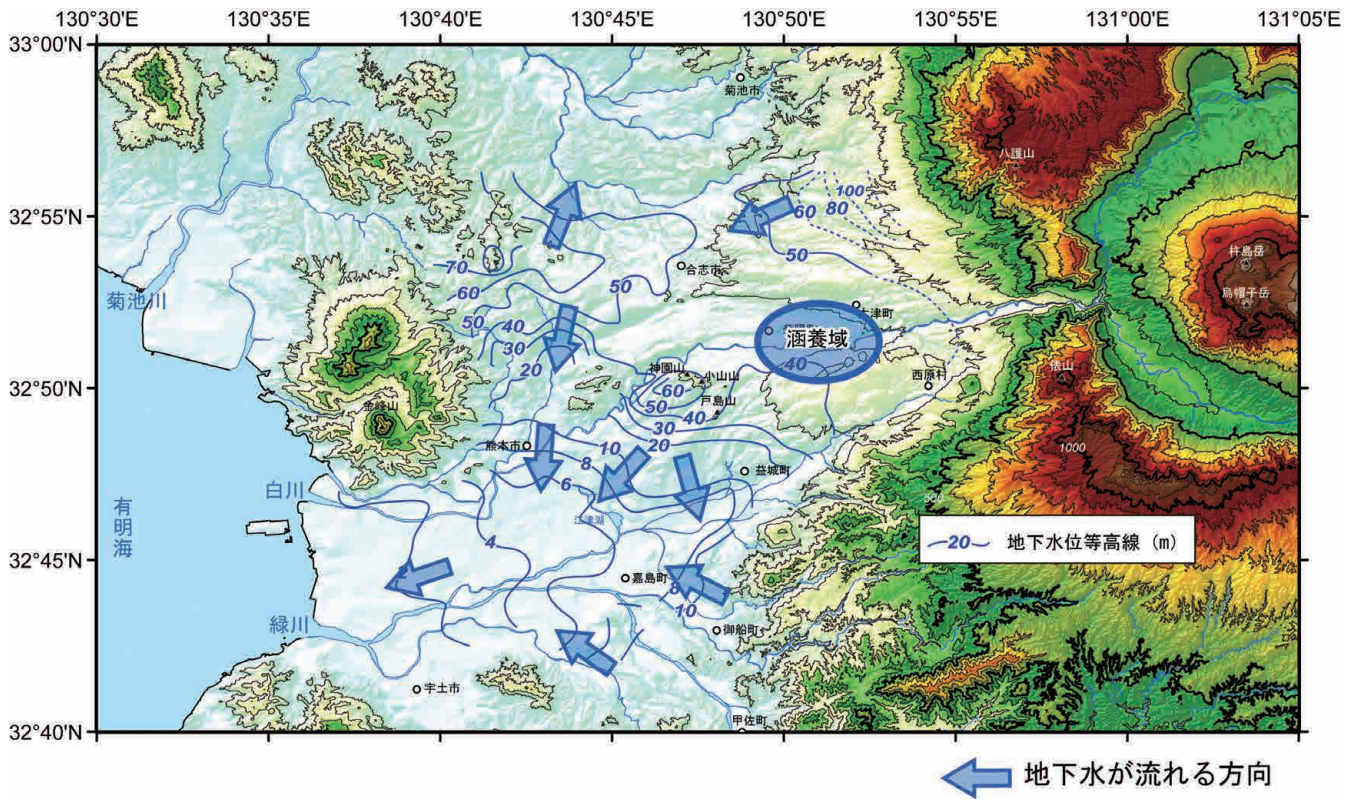 130°30'E 130°35'E 130°40'E 130°45'E 130°50'E 130°55'E 131°00'E 131°05'E
33°00'N
菊池市
八護山
100
32°55'N
60
80
杵島岳
50
70
合志市
60
50
烏帽子岳
菊池川
50
40
大津町
30
涵養域
40
20
神園山
小山山
俵山
32°50'N
60
西原村
50
戸島山
金峰山
40
30
熊本市
10
20
1000
8
益城町
白川
6
500
有明海
江津湖
20 地下水位等高線（m）
4
32°45'N
嘉島町
8
10
緑川
御船町
宇土市
甲佐町
32°40'N
地下水が流れる方向